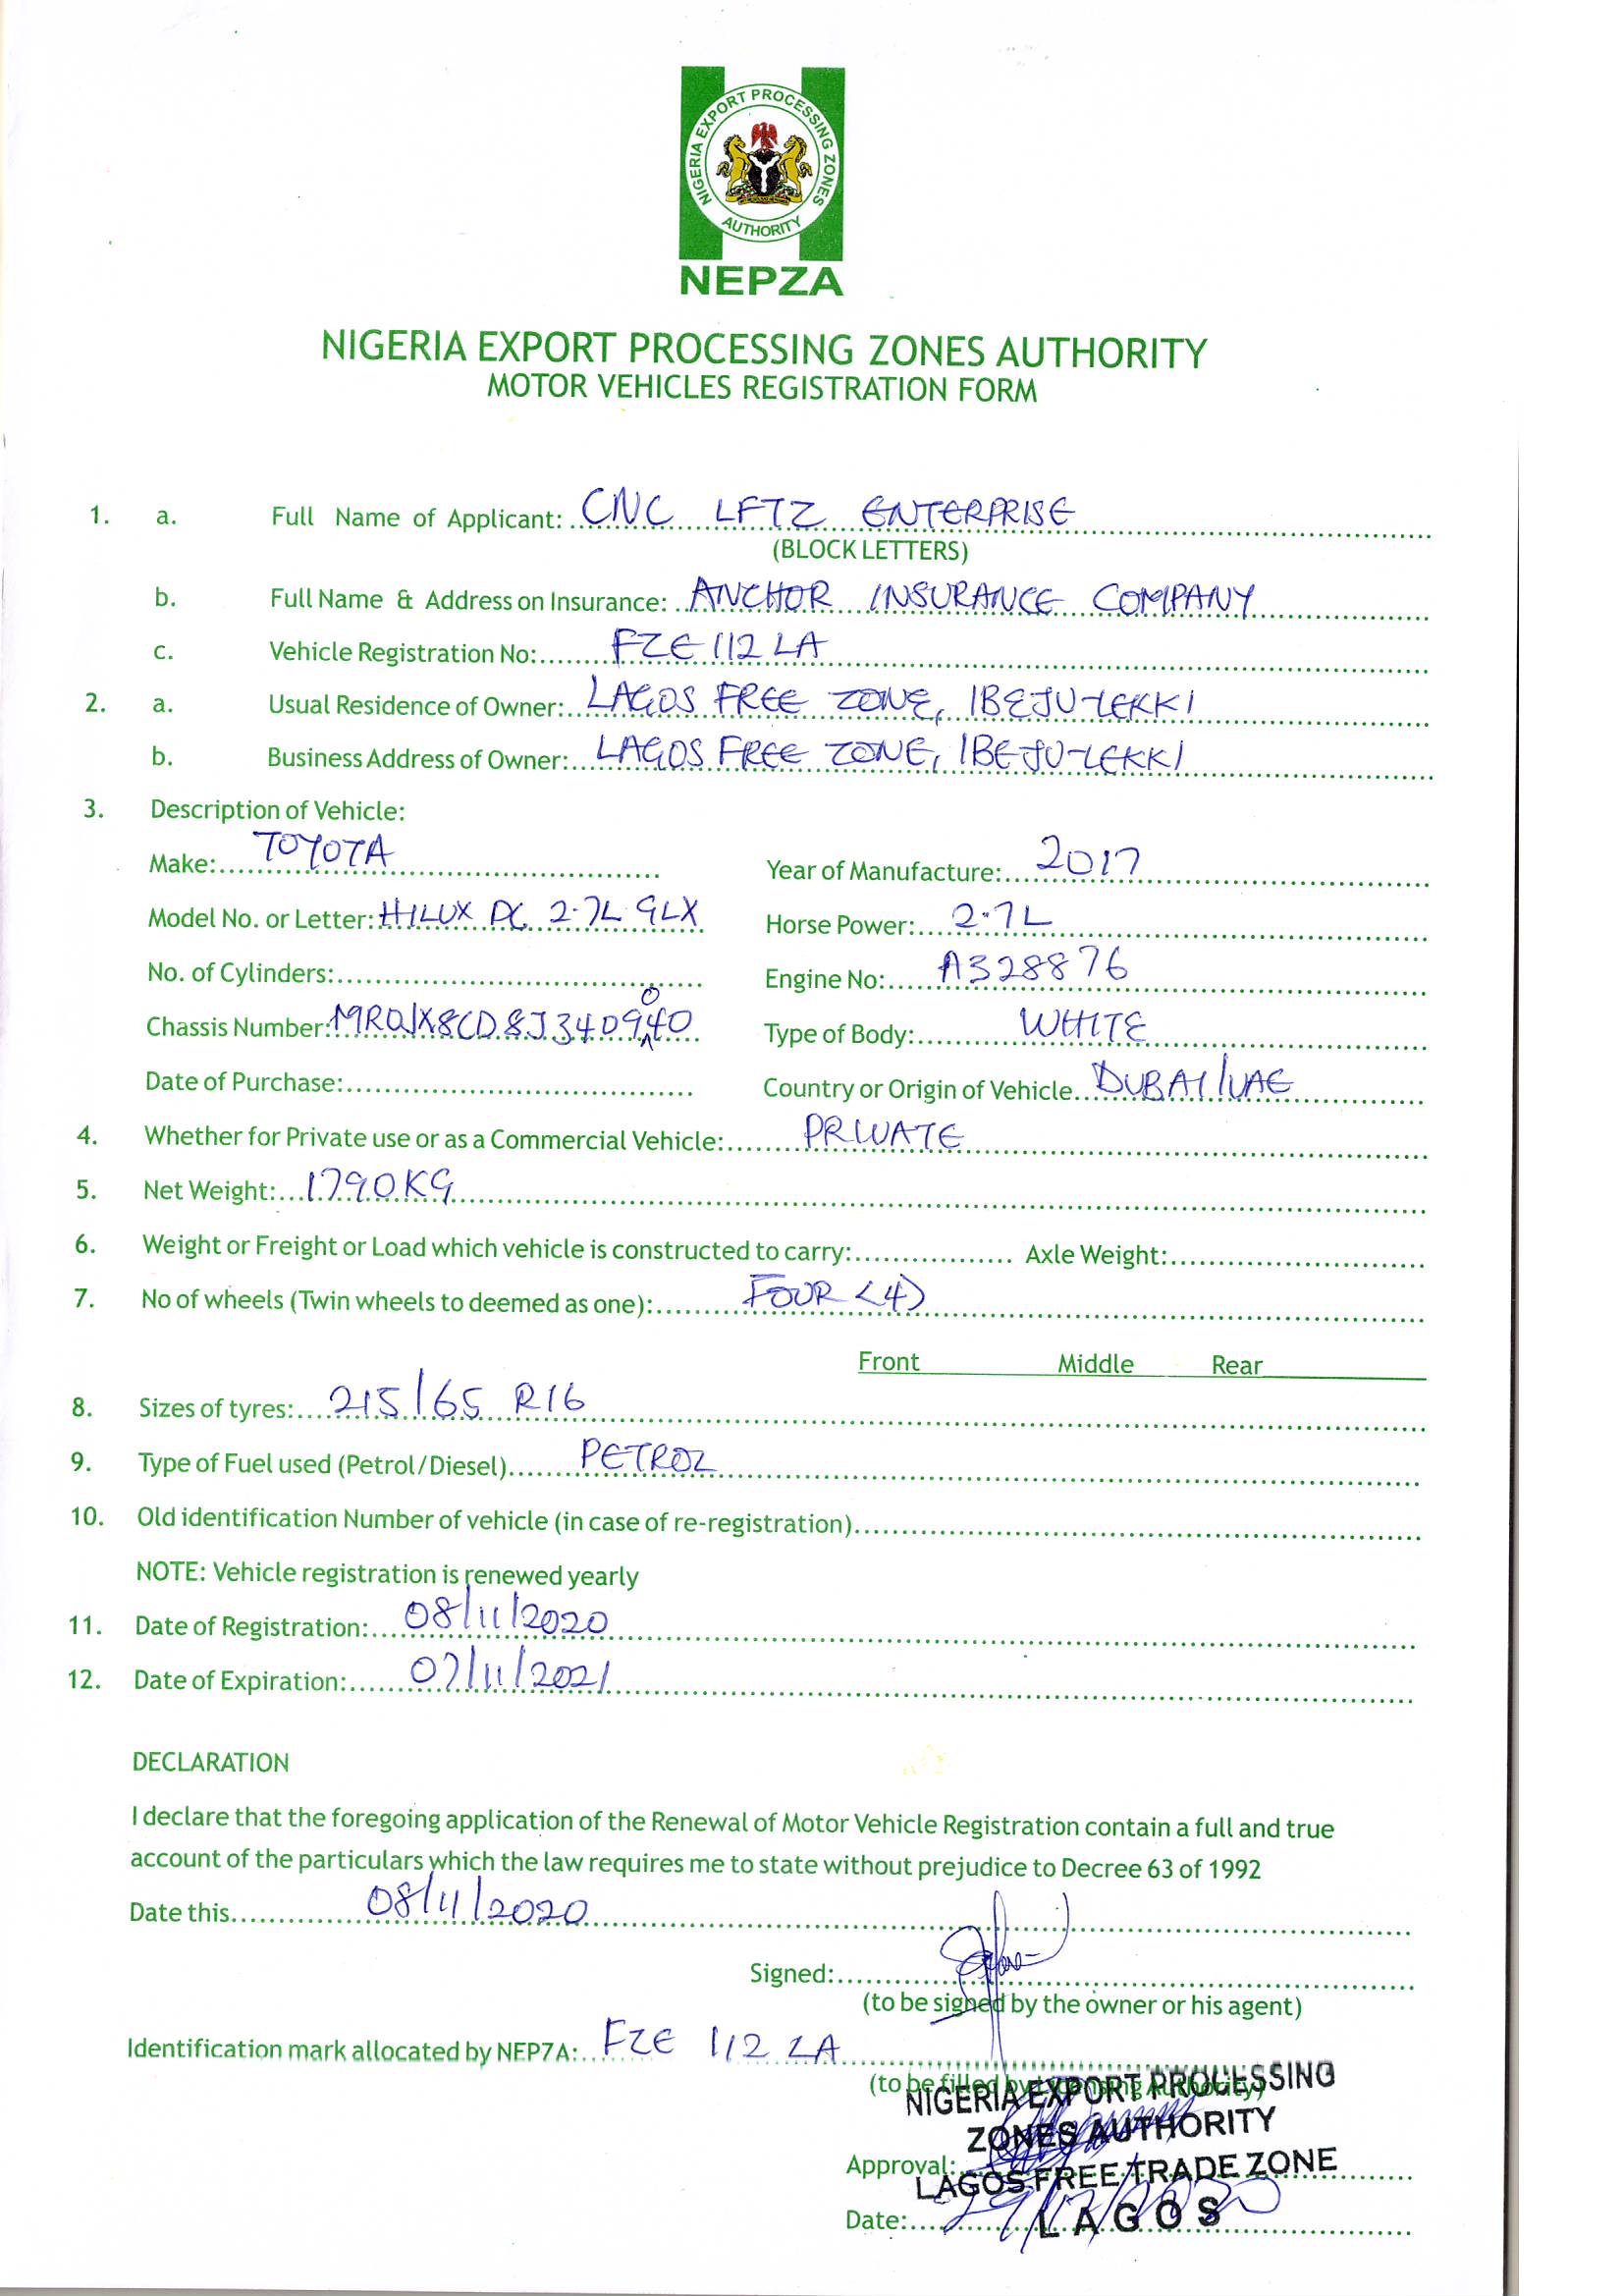 NIGERIA EXPORT PROCESSING ZONES
AUTHORITY
NEPZA
NIGERIA EXPORT PROCESSING ZONES AUTHORITY
MOTOR VEHICLES REGISTRATION FORM
1. a. Full Name of Applicant: CNC LFTZ ENTERPRISE
(BLOCK LETTERS)
b. Full Name & Address on Insurance: ANCHOR INSURANCE COMPANY
c. Vehicle Registration No: FZE 112 LA
2. a. Usual Residence of Owner: LAGOS FREE ZONE, IBEJU-LEKKI
b. Business Address of Owner: LAGOS FREE ZONE, IBEJU-LEKKI
3. Description of Vehicle:
Make: TOYOTA Year of Manufacture: 2017
Model No. or Letter: HILUX DC 2.7L GLX Horse Power: 2.7L
No. of Cylinders: Engine No: A328876
Chassis Number: Type of Body: WHITE
Date of Purchase: Country or Origin of Vehicle DUBAI/UAE
4. Whether for Private use or as a Commercial Vehicle: PRIVATE
5. Net Weight: 1790KG
6. Weight or Freight or Load which vehicle is constructed to carry: Axle Weight:
7. No of wheels (Twin wheels to deemed as one): FOUR (4)
Front Middle Rear
8. Sizes of tyres: 215/65 R16
9. Type of Fuel used (Petrol/Diesel) PETROL
10. Old identification Number of vehicle (in case of re-registration)
NOTE: Vehicle registration is renewed yearly
11. Date of Registration: 08/11/2020
12. Date of Expiration: 07/11/2021
DECLARATION
I declare that the foregoing application of the Renewal of Motor Vehicle Registration contain a full and true
account of the particulars which the law requires me to state without prejudice to Decree 63 of 1992
Date this 08/11/2020
Signed:
(to be signed by the owner or his agent)
Identification mark allocated by NEPZA: FZE 112 LA
(to be filled by Licensing Authority)
NIGERIA EXPORT PROCESSING
ZONES AUTHORITY
Approval:
LAGOS FREE TRADE ZONE
Date: 29/12/2020
LAGOS